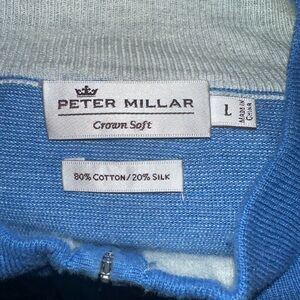 PETER MILLAR
Crown Soft
L
MADE IN
CHINA
80% COTTON/20% SILK